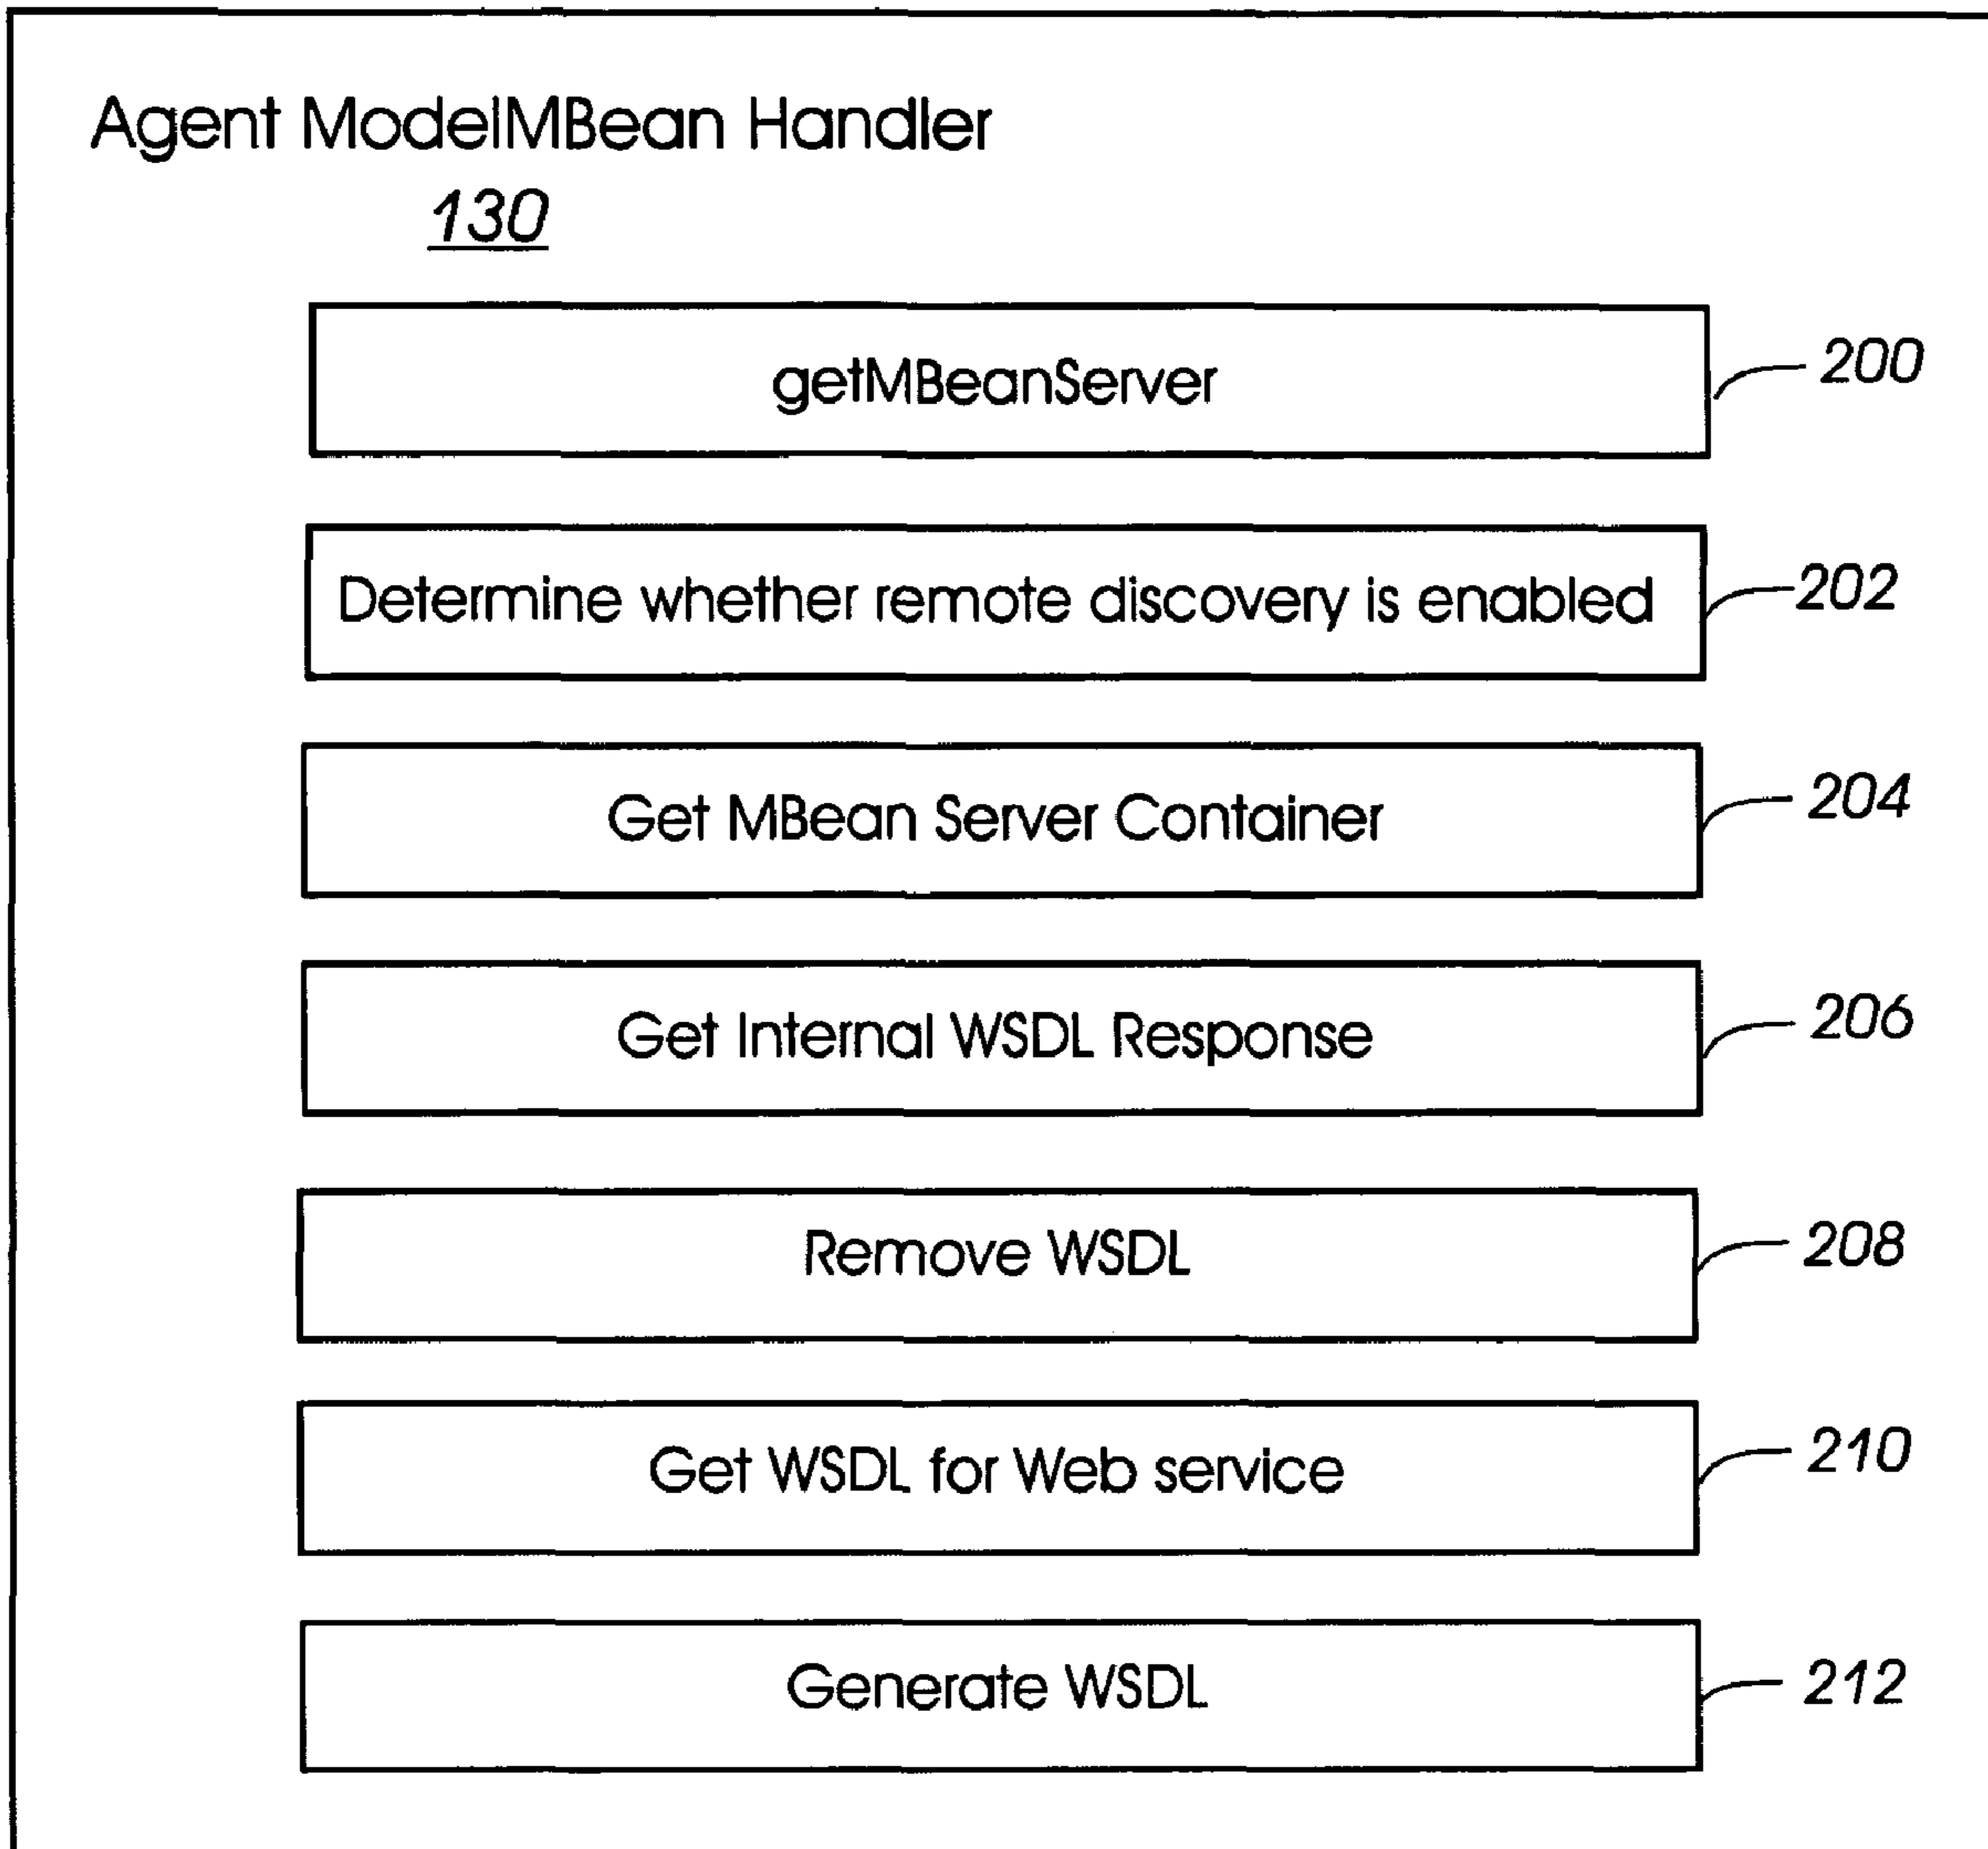 Agent ModelMBean Handler
130
getMBeanServer
200
Determine whether remote discovery is enabled
202
Get MBean Server Container
204
Get Internal WSDL Response
206
Remove WSDL
208
Get WSDL for Web service
210
Generate WSDL
212